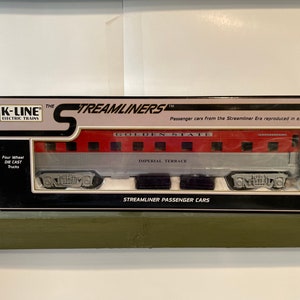 K-LINE
ELECTRIC TRAINS
THE STREAMLINERS™
Passenger cars from the Streamliner Era reproduced in a
GOLDEN STATE
Four Wheel
DIE CAST
Trucks
IMPERIAL TERRACE
STREAMLINER PASSENGER CARS